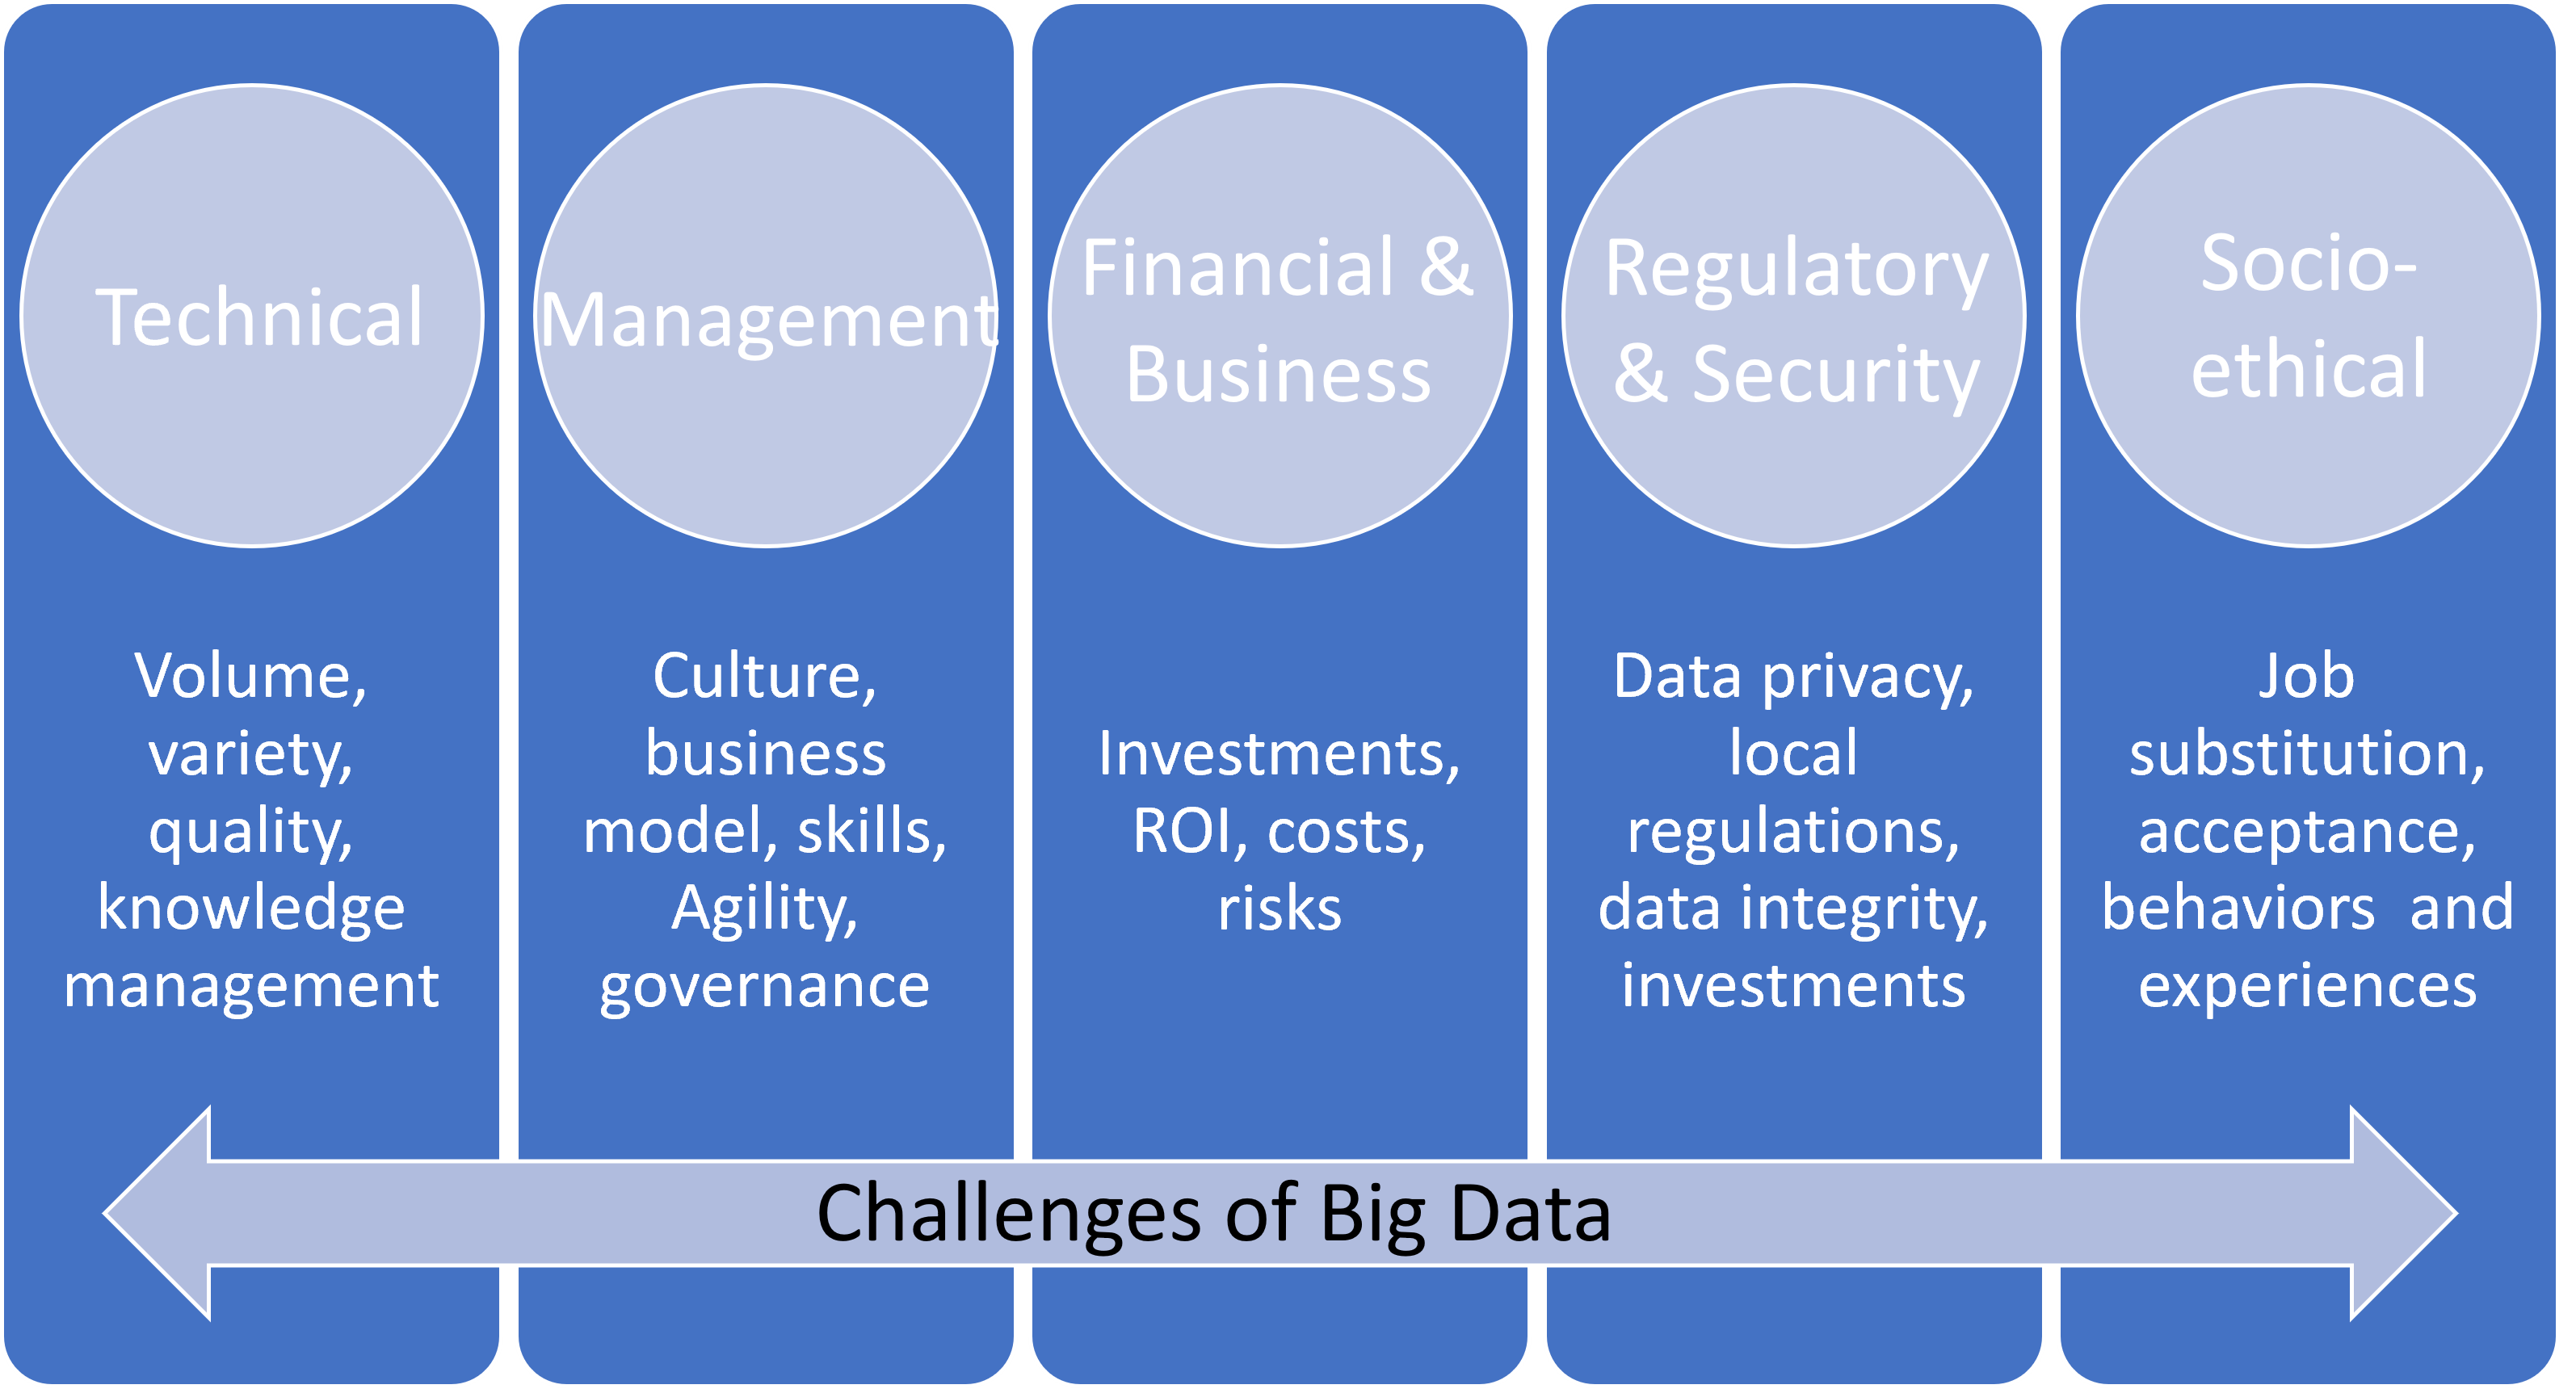 Technical
Volume,
variety,
quality,
knowledge
management
Management
Culture,
business
model, skills,
Agility,
governance
Financial &
Business
Investments,
ROI, costs,
risks
Regulatory
& Security
Data privacy,
local
regulations,
data integrity,
investments
Socio-
ethical
Job
substitution,
acceptance,
behaviors  and
experiences
Challenges of Big Data